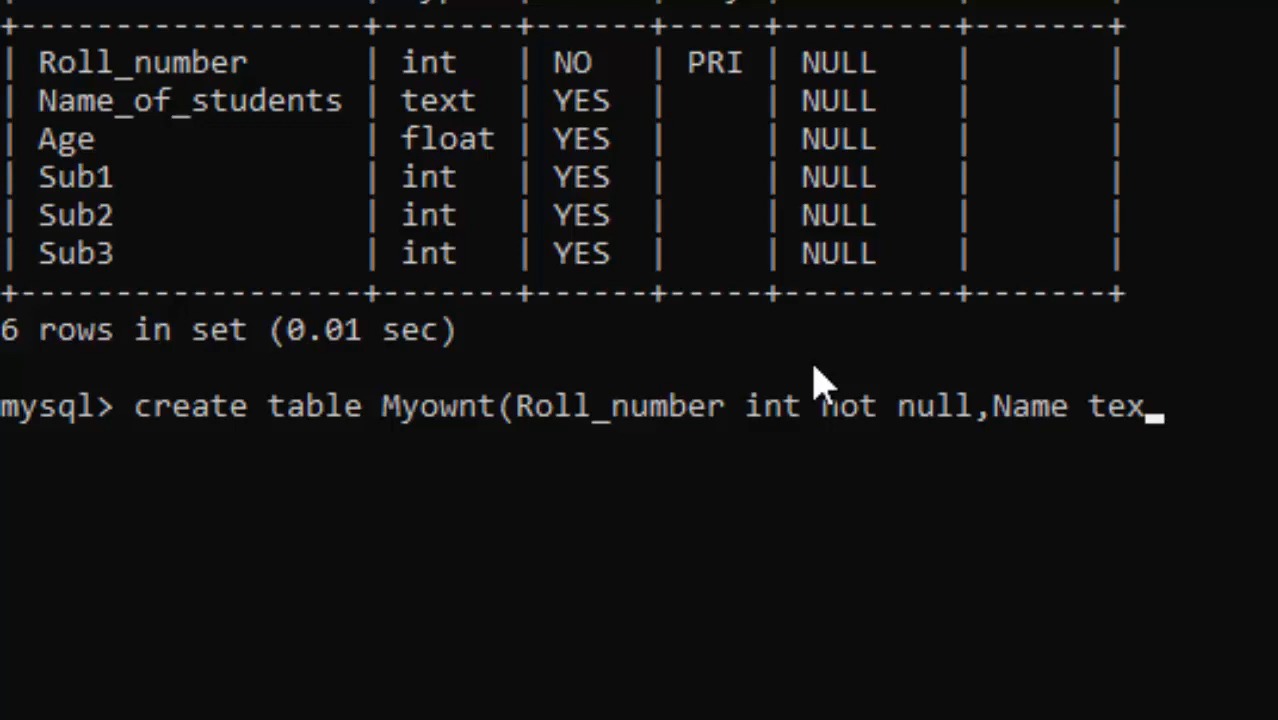 +------------------+-------+------+-----+---------+-------+
| Roll_number      | int   | NO   | PRI | NULL    |       |
| Name_of_students | text  | YES  |     | NULL    |       |
| Age              | float | YES  |     | NULL    |       |
| Sub1             | int   | YES  |     | NULL    |       |
| Sub2             | int   | YES  |     | NULL    |       |
| Sub3             | int   | YES  |     | NULL    |       |
+------------------+-------+------+-----+---------+-------+
6 rows in set (0.01 sec)
mysql> create table Myownt(Roll_number int not null,Name tex_